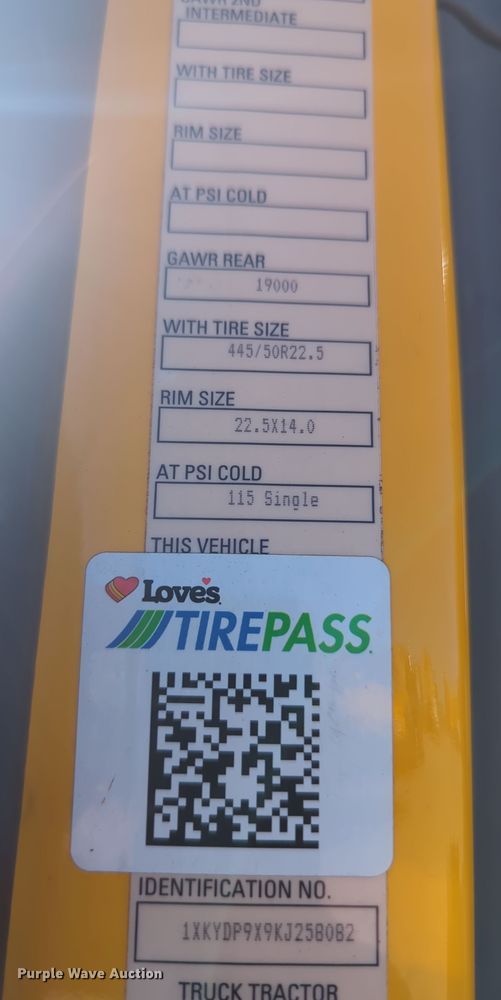 GAWR 2ND
INTERMEDIATE
WITH TIRE SIZE
RIM SIZE
AT PSI COLD
GAWR REAR
19000
WITH TIRE SIZE
445/50R22.5
RIM SIZE
22.5X14.0
AT PSI COLD
115 Single
THIS VEHICLE
Love's
TIREPASS.
IDENTIFICATION NO.
1XKYDP9X9KJ258082
TRUCK TRACTOR
Purple Wave Auction